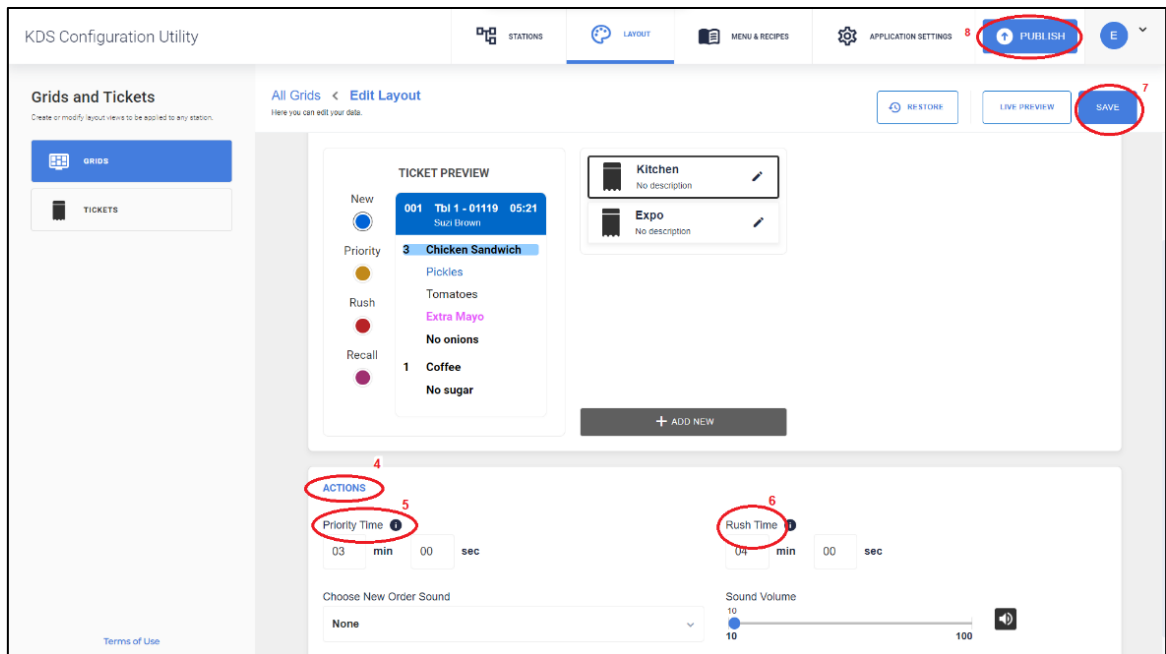 KDS Configuration Utility
STATIONS
LAYOUT
MENU & RECIPES
APPLICATION SETTINGS
8
PUBLISH
E
Grids and Tickets
Create or modify layout views to be applied to any station.
GRIDS
TICKETS
All Grids < Edit Layout
Here you can edit your data.
RESTORE
LIVE PREVIEW
SAVE
7
TICKET PREVIEW
New
Priority
Rush
Recall
001 Tbl 1 - 01119 05:21
Suzi Brown
3 Chicken Sandwich
Pickles
Tomatoes
Extra Mayo
No onions
1 Coffee
No sugar
Kitchen
No description
Expo
No description
+ ADD NEW
4
ACTIONS
5
Priority Time
03 min 00 sec
6
Rush Time
04 min 00 sec
Choose New Order Sound
None
Sound Volume
10
10 100
Terms of Use